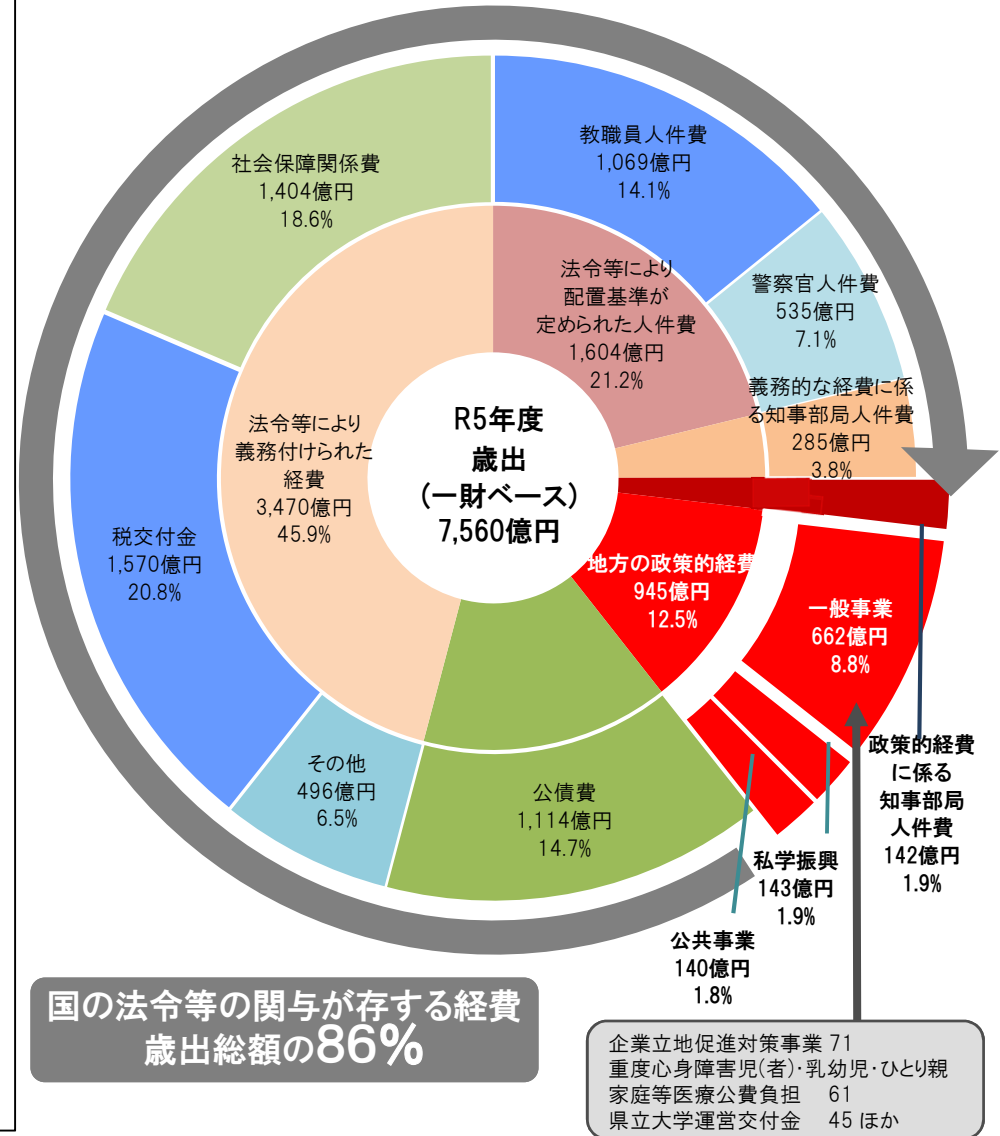 社会保障関係費
1,404億円
18.6%
教職員人件費
1,069億円
14.1%
警察官人件費
535億円
7.1%
義務的な経費に係
る知事部局人件費
285億円
3.8%
法令等により
配置基準が
定められた人件費
1,604億円
21.2%
法令等により
義務付けられた
経費
3,470億円
45.9%
R5年度
歳出
(一財ベース)
7,560億円
税交付金
1,570億円
20.8%
地方の政策的経費
945億円
12.5%
一般事業
662億円
8.8%
その他
496億円
6.5%
公債費
1,114億円
14.7%
政策的経費
に係る
知事部局
人件費
142億円
1.9%
私学振興
143億円
1.9%
公共事業
140億円
1.8%
国の法令等の関与が存する経費
歳出総額の86%
企業立地促進対策事業 71
重度心身障害児(者)・乳幼児・ひとり親
家庭等医療公費負担 61
県立大学運営交付金 45 ほか